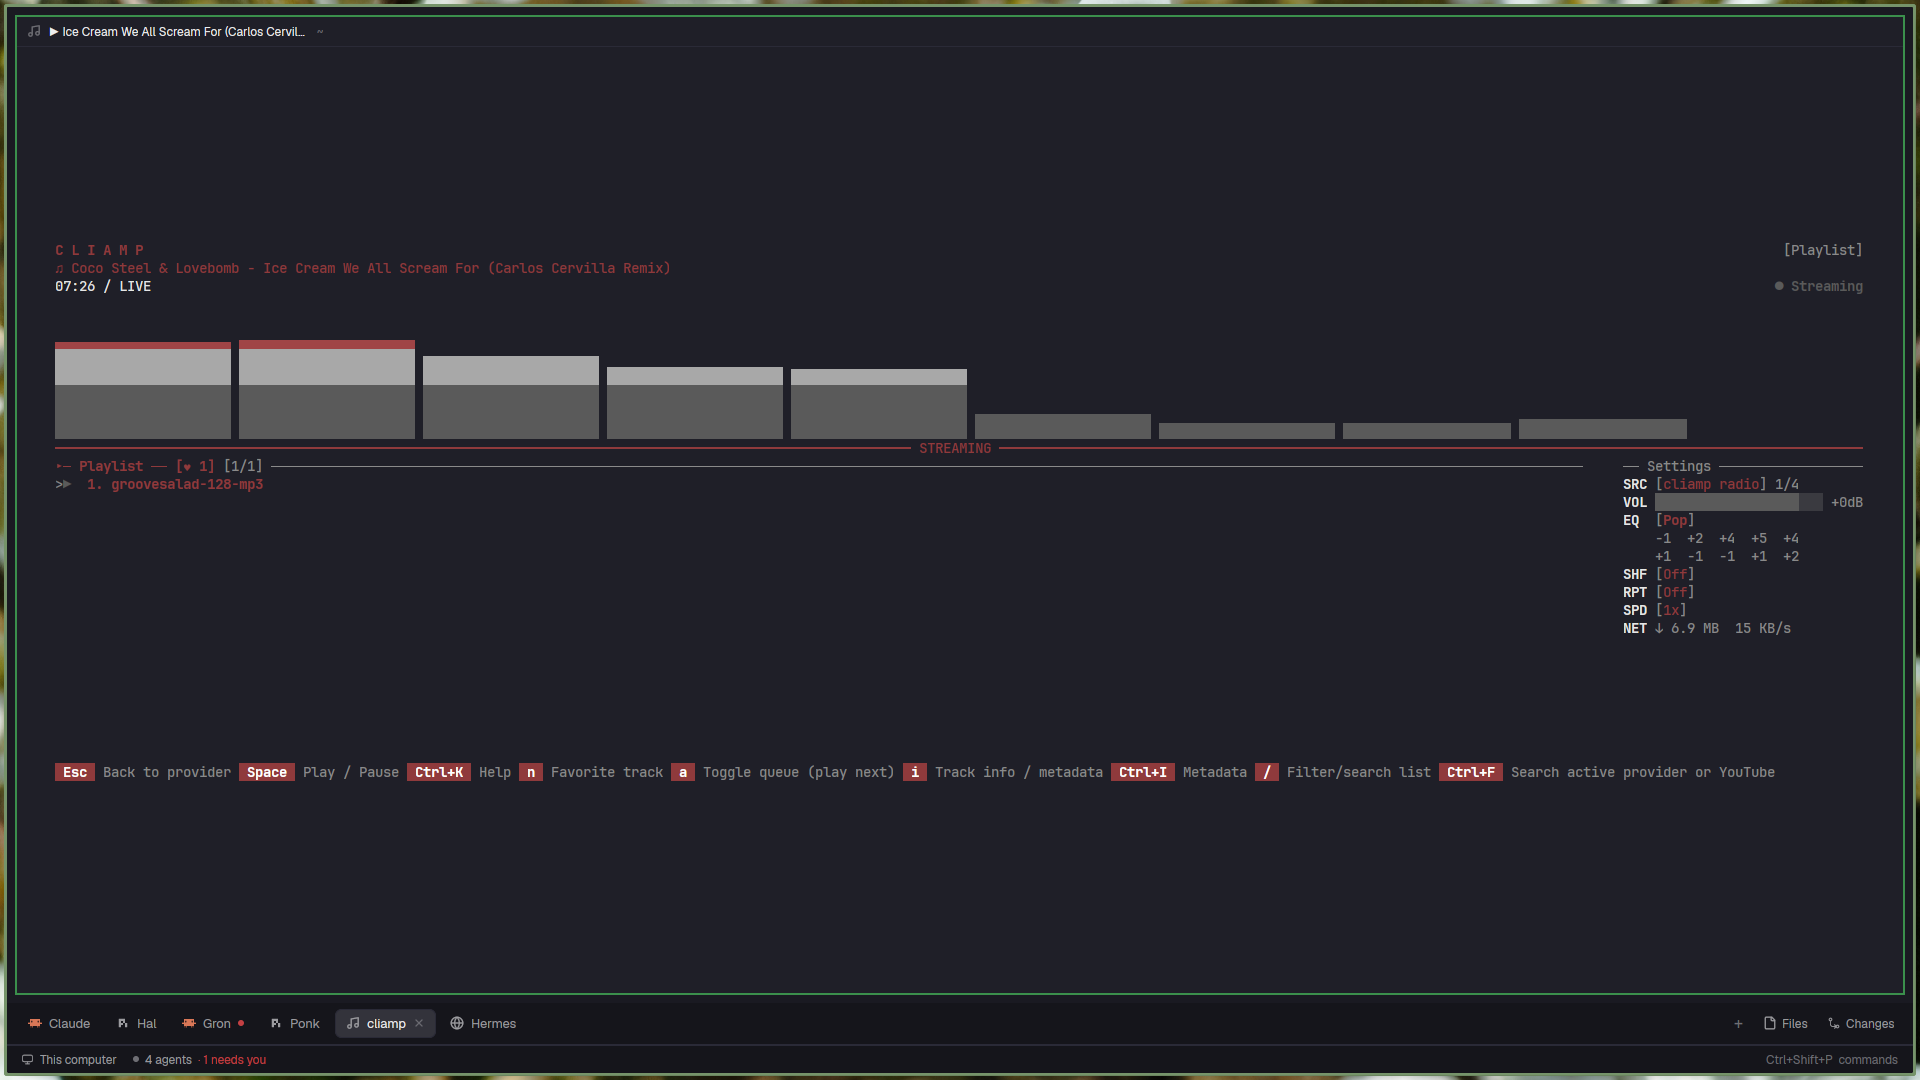 ▶ Ice Cream We All Scream For (Carlos Cervil… ~
C L I A M P [Playlist]
♫ Coco Steel & Lovebomb - Ice Cream We All Scream For (Carlos Cervilla Remix)
07:26 / LIVE ● Streaming
STREAMING
Playlist — [♥ 1] [1/1] — Settings
>▶ 1. groovesalad-128-mp3
SRC [cliamp radio] 1/4
VOL +0dB
EQ [Pop]
-1 +2 +4 +5 +4
+1 -1 -1 +1 +2
SHF [Off]
RPT [Off]
SPD [1x]
NET ↓ 6.9 MB 15 KB/s
Esc Back to provider Space Play / Pause Ctrl+K Help n Favorite track a Toggle queue (play next) i Track info / metadata Ctrl+I Metadata / Filter/search list Ctrl+F Search active provider or YouTube
Claude Hal Gron Ponk cliamp × Hermes + Files Changes
This computer ● 4 agents · 1 needs you Ctrl+Shift+P commands